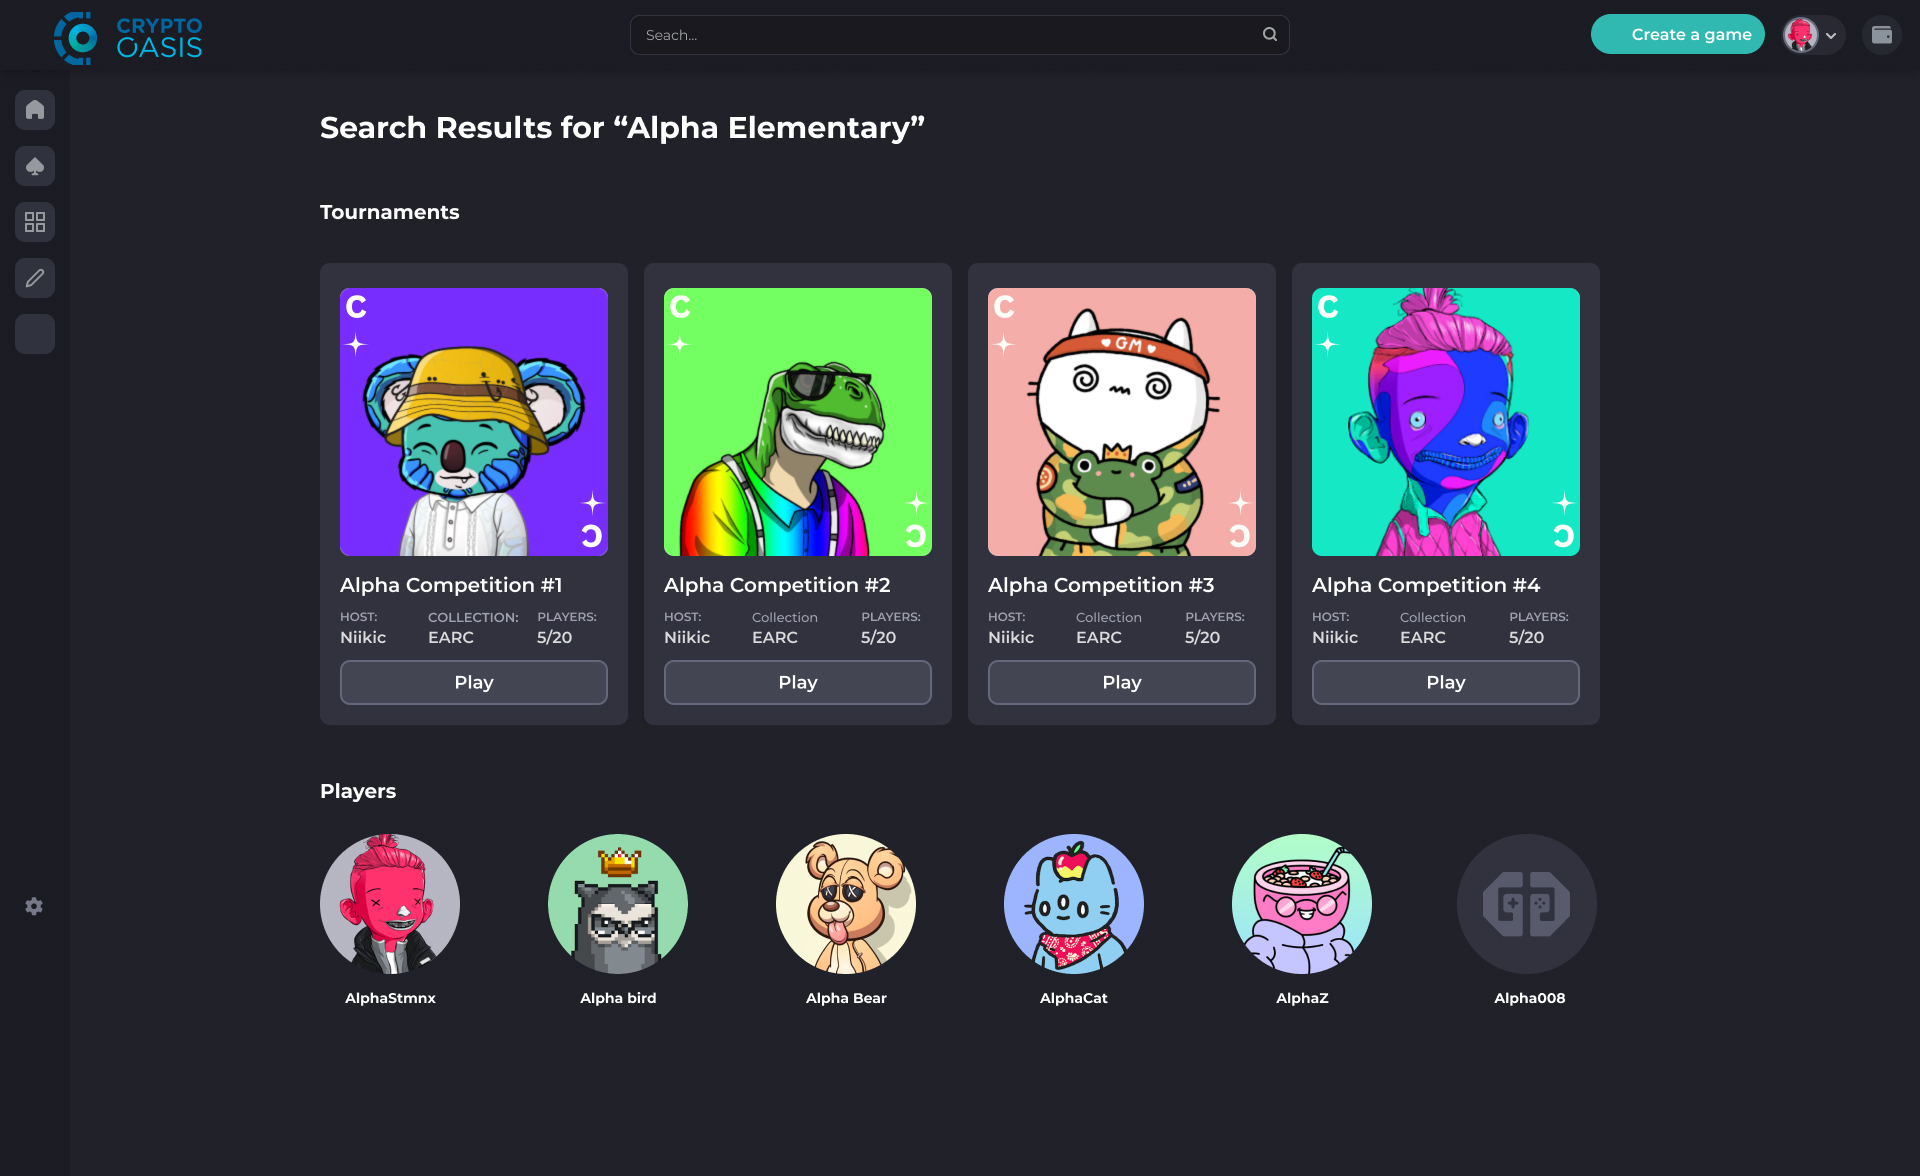 CRYPTO
OASIS
Seach...
Create a game
Search Results for “Alpha Elementary”
Tournaments
C
C
C
C
GM
C
C
C
C
Alpha Competition #1
Alpha Competition #2
Alpha Competition #3
Alpha Competition #4
HOST: COLLECTION: PLAYERS:
Niikic EARC 5/20
HOST: Collection PLAYERS:
Niikic EARC 5/20
HOST: Collection PLAYERS:
Niikic EARC 5/20
HOST: Collection PLAYERS:
Niikic EARC 5/20
Play
Play
Play
Play
Players
AlphaStmnx
Alpha bird
Alpha Bear
AlphaCat
AlphaZ
Alpha008